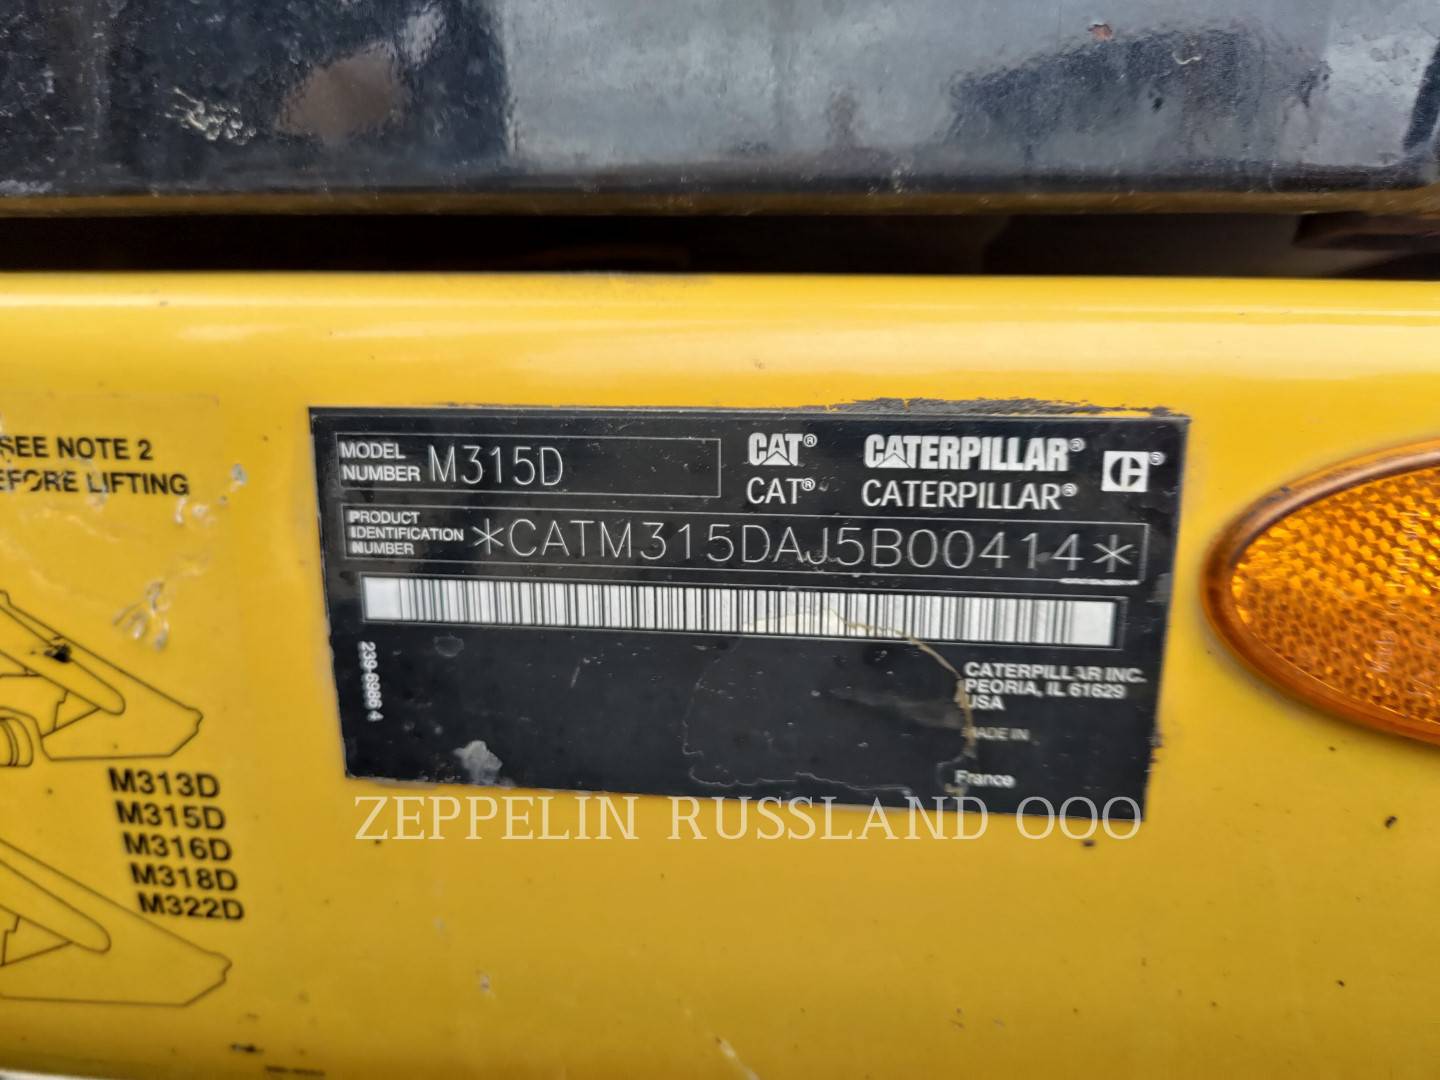 SEE NOTE 2
EFORE LIFTING
M313D
M315D
M316D
M318D
M322D
MODEL
NUMBER M315D
CAT® CATERPILLAR® C®
CAT® CATERPILLAR®
PRODUCT
IDENTIFICATION
NUMBER *CATM315DAJ5B00414*
239-6986 4
CATERPILLAR INC.
PEORIA, IL 61629
USA
MADE IN
France
ZEPPELIN RUSSLAND OOO